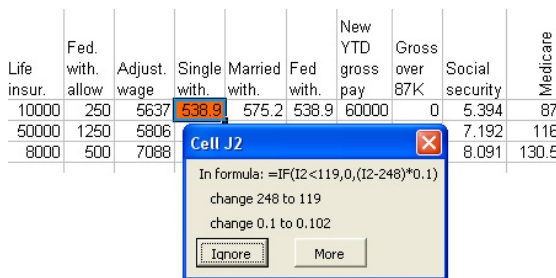 Life insur. Fed. with. allow Adjust. wage Single with. Married with. Fed with. New YTD gross pay Gross over 87K Social security Medicare
10000 250 5637 538.9 575.2 538.9 60000 0 5.394 87
50000 1250 5806 7.192 116
8000 500 7088 8.091 130.5
Cell J2
In formula: =IF(I2<119,0,(I2-248)*0.1)
change 248 to 119
change 0.1 to 0.102
Ignore More